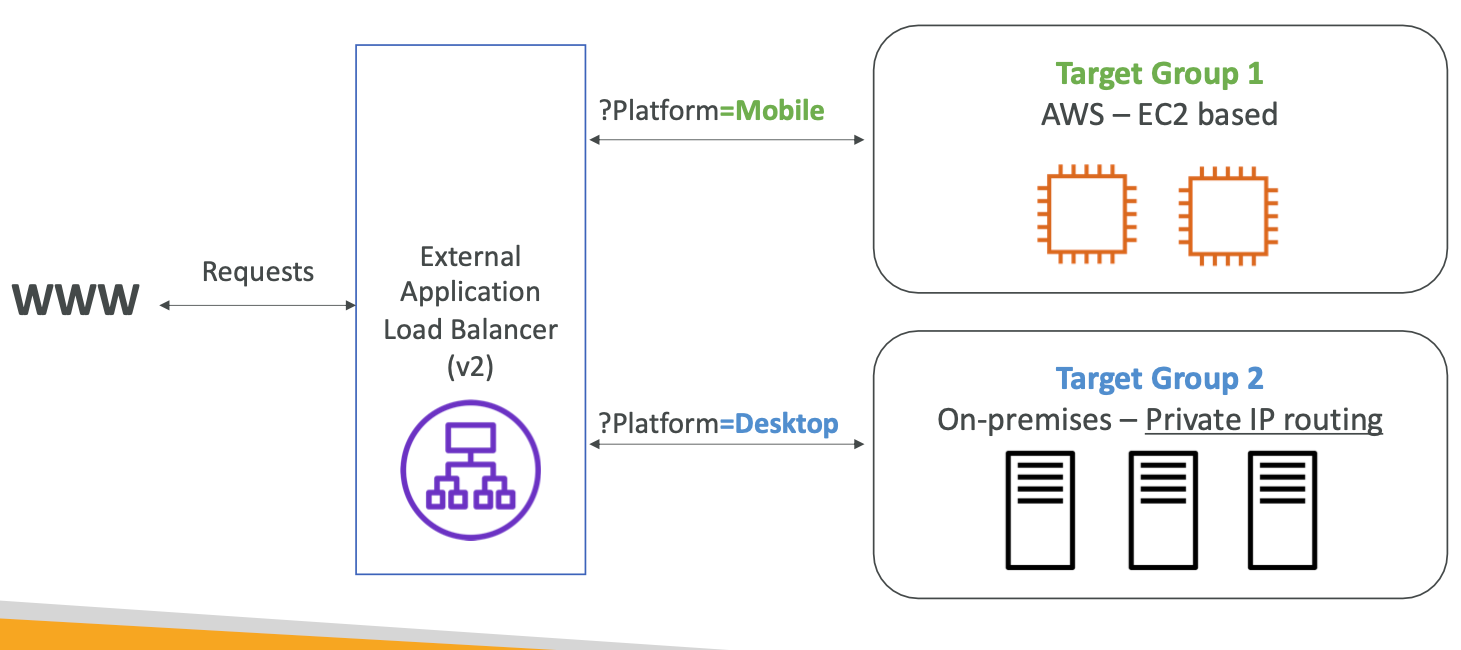 WWW
Requests
External
Application
Load Balancer
(v2)
?Platform=Mobile
Target Group 1
AWS – EC2 based
?Platform=Desktop
Target Group 2
On-premises – Private IP routing